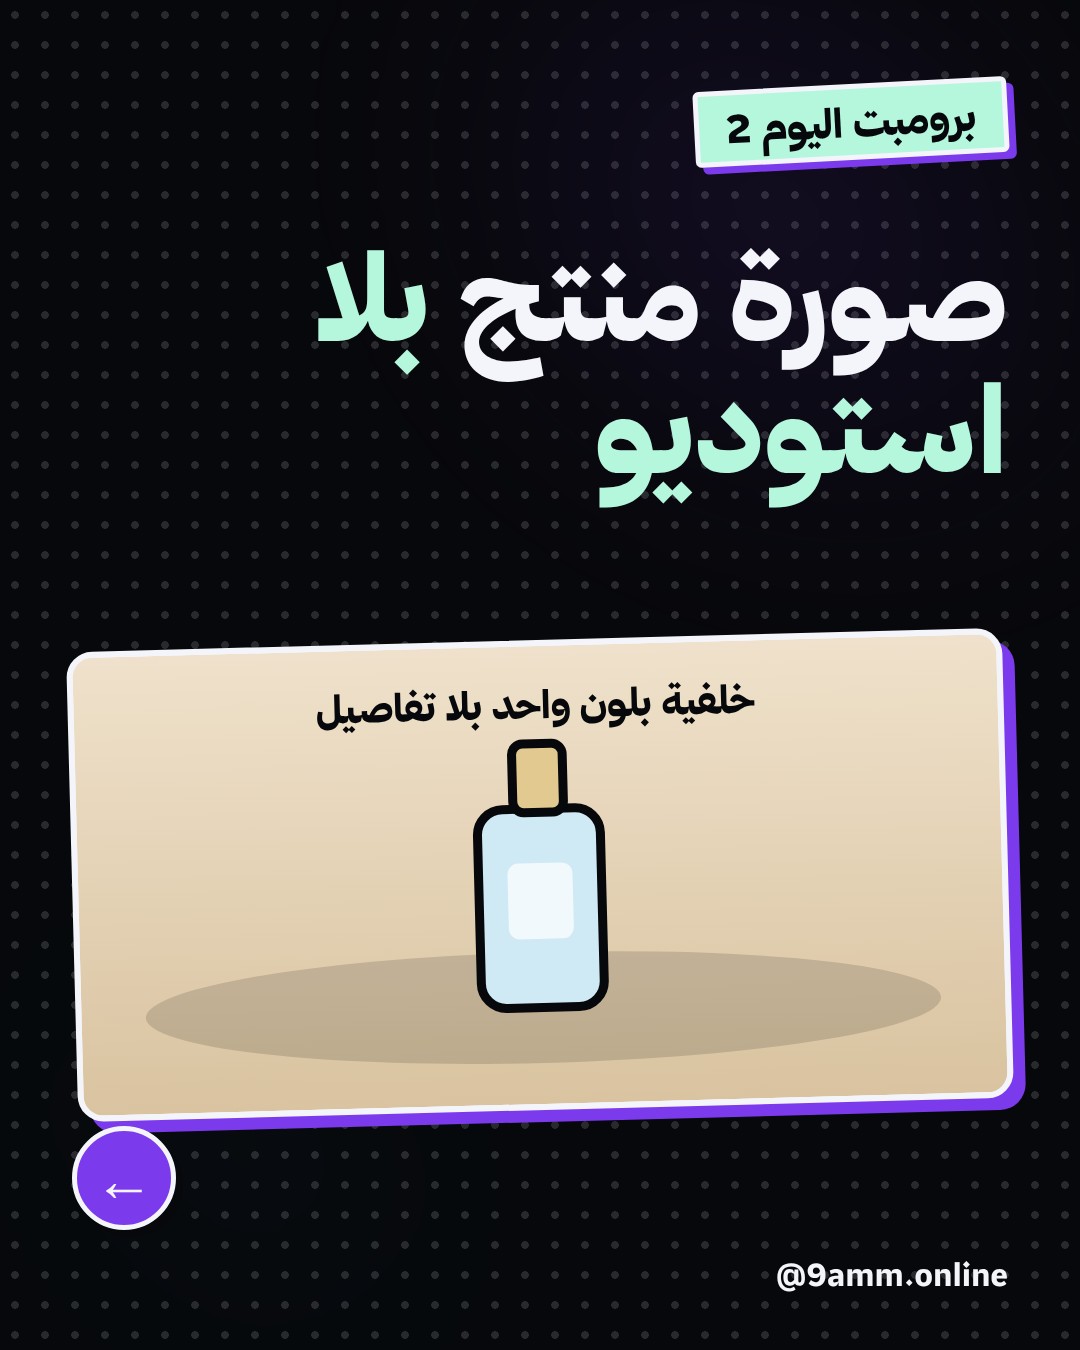 برومبت اليوم 2
صورة منتج بلا
استوديو
خلفية بلون واحد بلا تفاصيل
←
@9amm.online